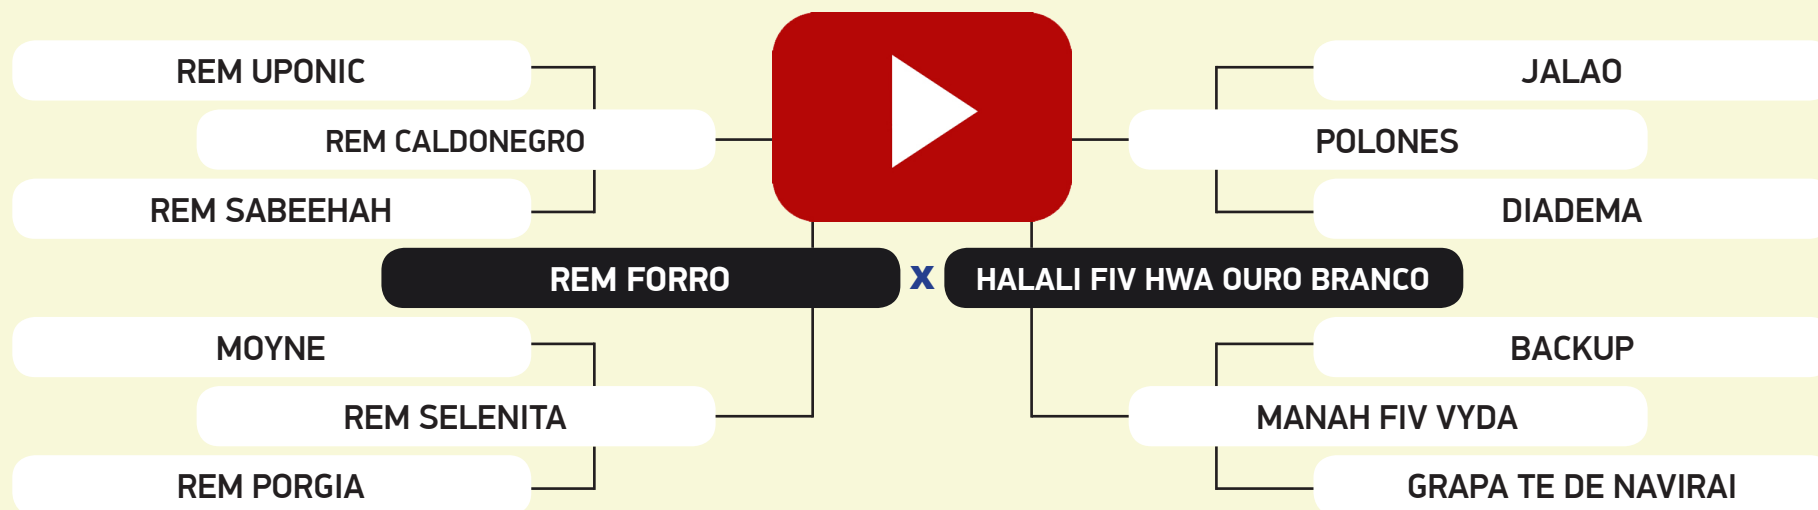 REM UPONIC
JALAO
REM CALDONEGRO
POLONES
REM SABEEHAH
DIADEMA
REM FORRO x HALALI FIV HWA OURO BRANCO
MOYNE
BACKUP
REM SELENITA
MANAH FIV VYDA
REM PORGIA
GRAPA TE DE NAVIRAI